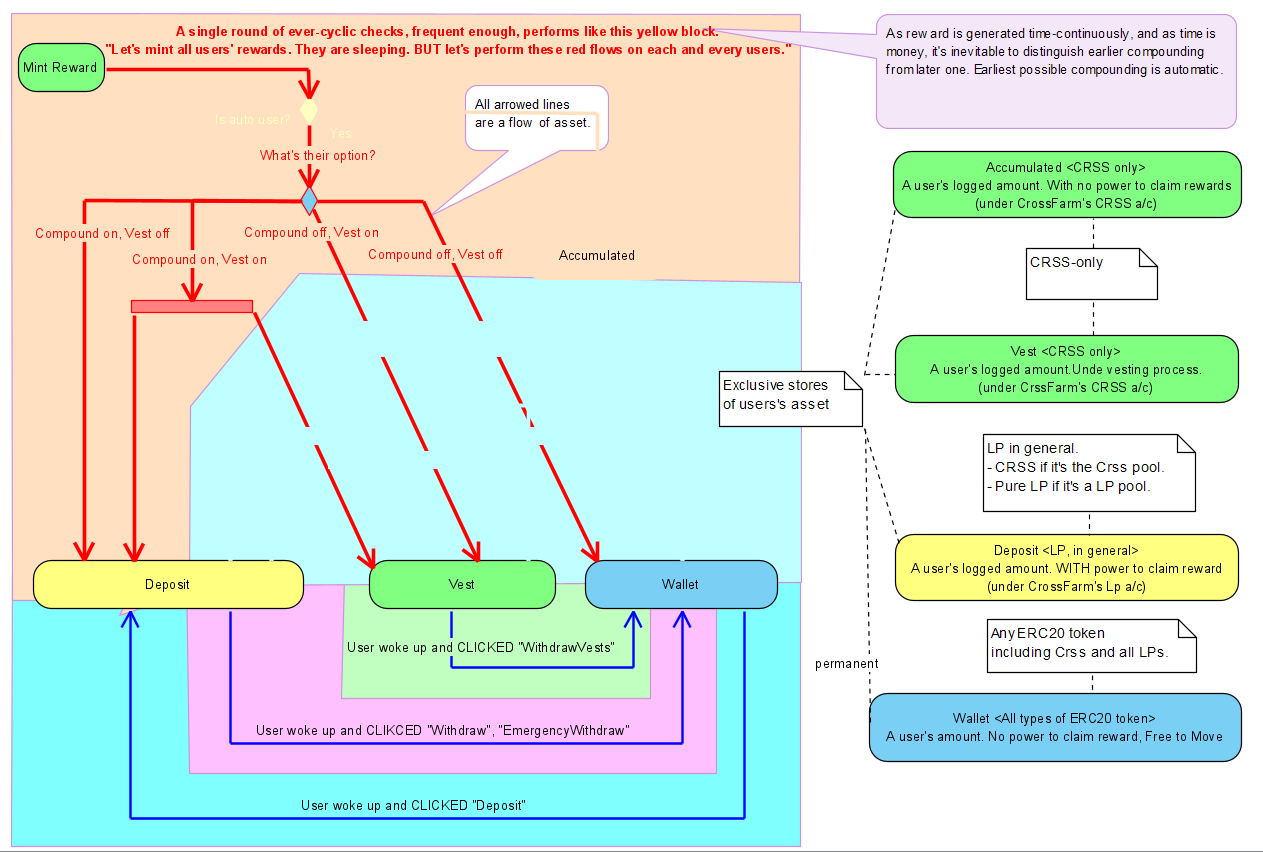 A single round of ever-cyclic checks, frequent enough, performs like this yellow block.
"Let's mint all users' rewards. They are sleeping. BUT let's perform these red flows on each and every users."
Mint Reward
Is auto user?
Yes
What's their option?
All arrowed lines
are a flow of asset.
As reward is generated time-continuously, and as time is
money, it's inevitable to distinguish earlier compounding
from later one. Earliest possible compounding is automatic.
Compound on, Vest off
Compound on, Vest on
Compound off, Vest on
Compound off, Vest off
Accumulated
Accumulated <CRSS only>
A user's logged amount. With no power to claim rewards
(under CrossFarm's CRSS a/c)
CRSS-only
Vest <CRSS only>
A user's logged amount.Unde vesting process.
(under CrssFarm's CRSS a/c)
Exclusive stores
of users's asset
LP in general.
- CRSS if it's the Crss pool.
- Pure LP if it's a LP pool.
Deposit <LP, in general>
A user's logged amount. WITH power to claim reward
(under CrossFarm's Lp a/c)
Any ERC20 token
including Crss and all LPs.
permanent
Wallet <All types of ERC20 token>
A user's amount. No power to claim reward, Free to Move
Deposit
Vest
Wallet
User woke up and CLICKED "WithdrawVests"
User woke up and CLIKCED "Withdraw", "EmergencyWithdraw"
User woke up and CLICKED "Deposit"